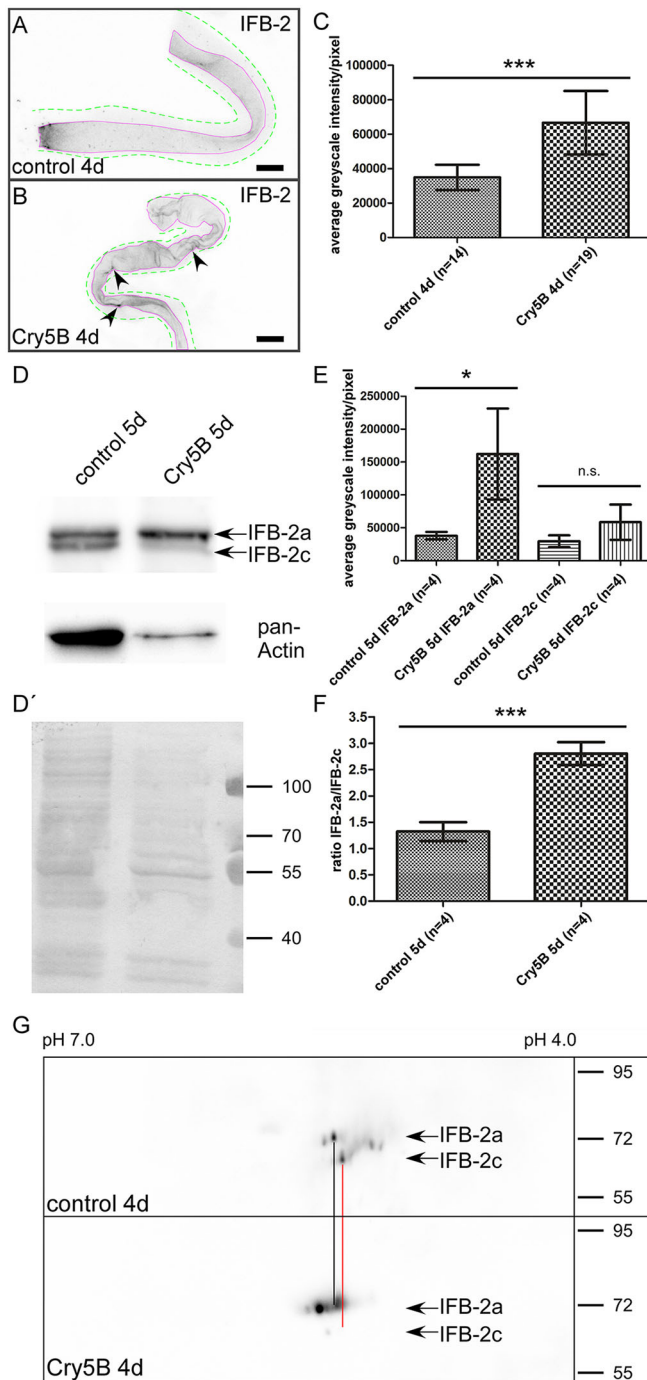 A
IFB-2
control 4d
B
IFB-2
Cry5B 4d
C
average greyscale intensity/pixel
100000
80000
60000
40000
20000
0
***
control 4d (n=14)
Cry5B 4d (n=19)
D
control 5d
Cry5B 5d
IFB-2a
IFB-2c
pan-
Actin
D´
100
70
55
40
E
average greyscale intensity/pixel
250000
200000
150000
100000
50000
0
*
n.s.
control 5d IFB-2a (n=4)
Cry5B 5d IFB-2a (n=4)
control 5d IFB-2c (n=4)
Cry5B 5d IFB-2c (n=4)
F
ratio IFB-2a/IFB-2c
3.5
3.0
2.5
2.0
1.5
1.0
0.5
0.0
***
control 5d (n=4)
Cry5B 5d (n=4)
G
pH 7.0
pH 4.0
IFB-2a
IFB-2c
control 4d
95
72
55
IFB-2a
IFB-2c
Cry5B 4d
95
72
55